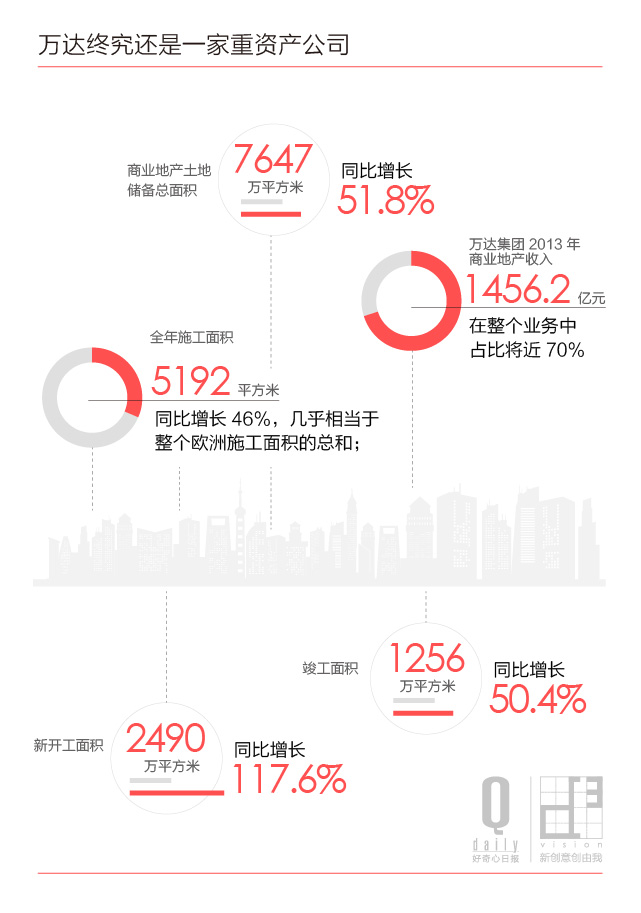 万达终究还是一家重资产公司
商业地产土地
储备总面积
7647
万平方米
同比增长
51.8%
万达集团 2013 年
商业地产收入
1456.2 亿元
在整个业务中
占比将近 70%
全年施工面积
5192 平方米
同比增长 46%，几乎相当于
整个欧洲施工面积的总和；
竣工面积
1256
万平方米
同比增长
50.4%
新开工面积
2490
万平方米
同比增长
117.6%
Q
daily
好奇心日报
vision
新创意创由我